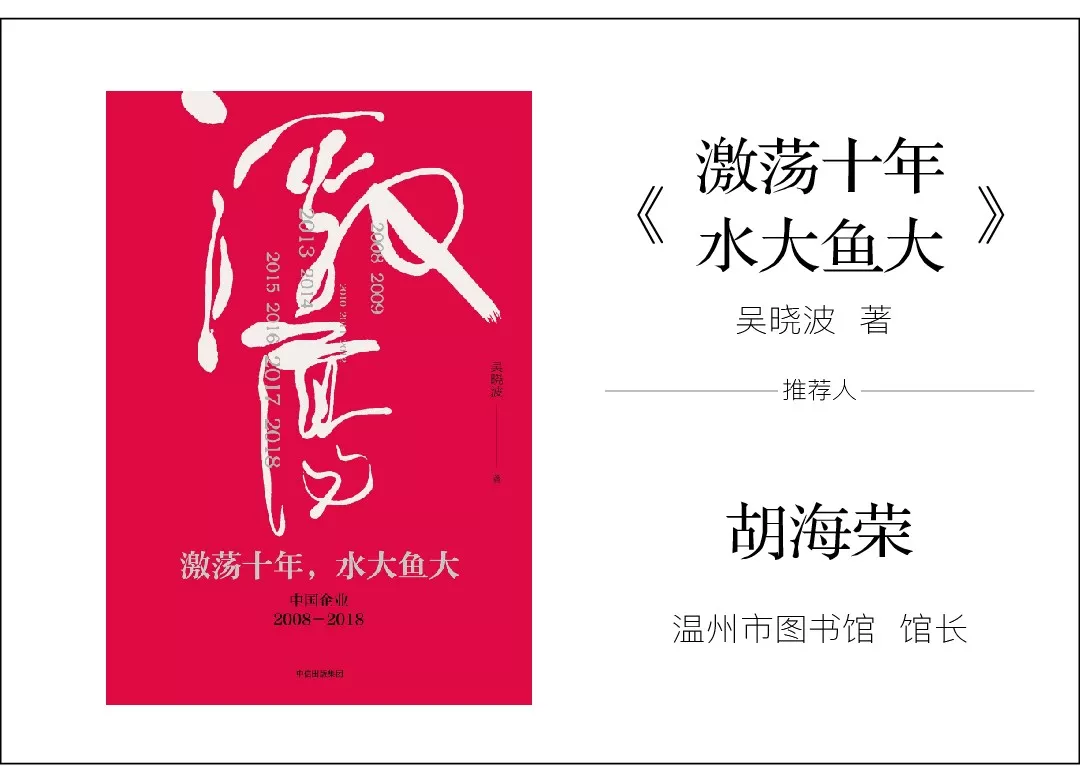 激荡
2008 2009
2013 2014
2015 2016 2017 2018
吴晓波
著
激荡十年，水大鱼大
中国企业
2008-2018
中信出版集团
《激荡十年
水大鱼大》
吴晓波 著
推荐人
胡海荣
温州市图书馆 馆长